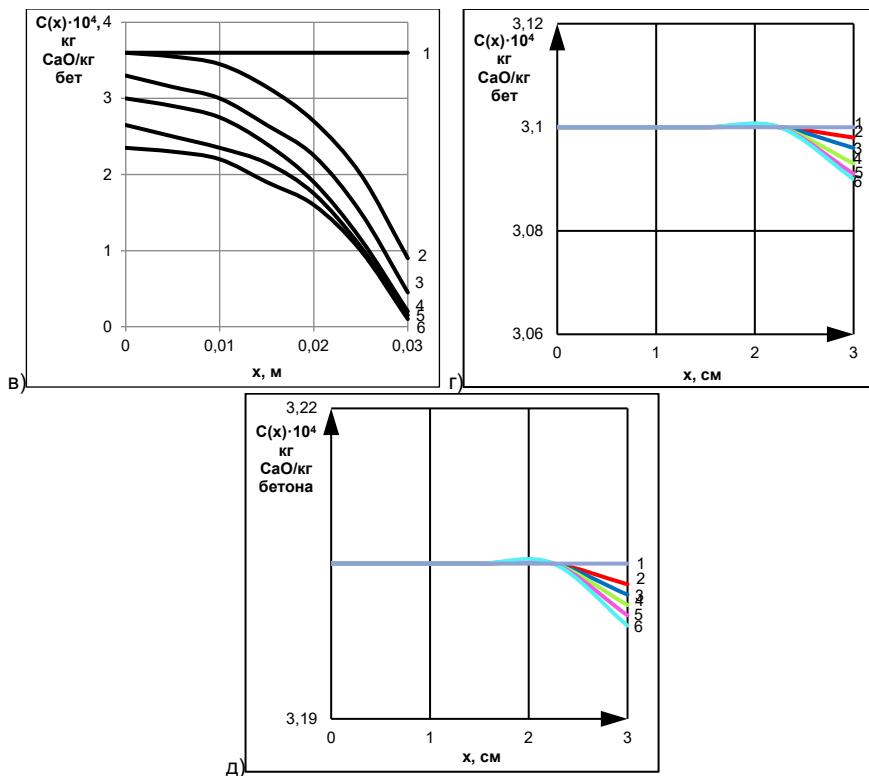 C(x)·10⁴,
кг
CaO/кг
бет
4
3
2
1
0
0
0,01
0,02
0,03
x, м
1
2
3
4
5
6
в)
C(x)·10⁴
кг
CaO/кг
бет
3,12
3,1
3,08
3,06
0
1
2
3
x, см
1
2
3
4
5
6
г)
C(x)·10⁴
кг
CaO/кг
бетона
3,22
3,19
0
1
2
3
x, см
1
2
3
4
5
6
д)